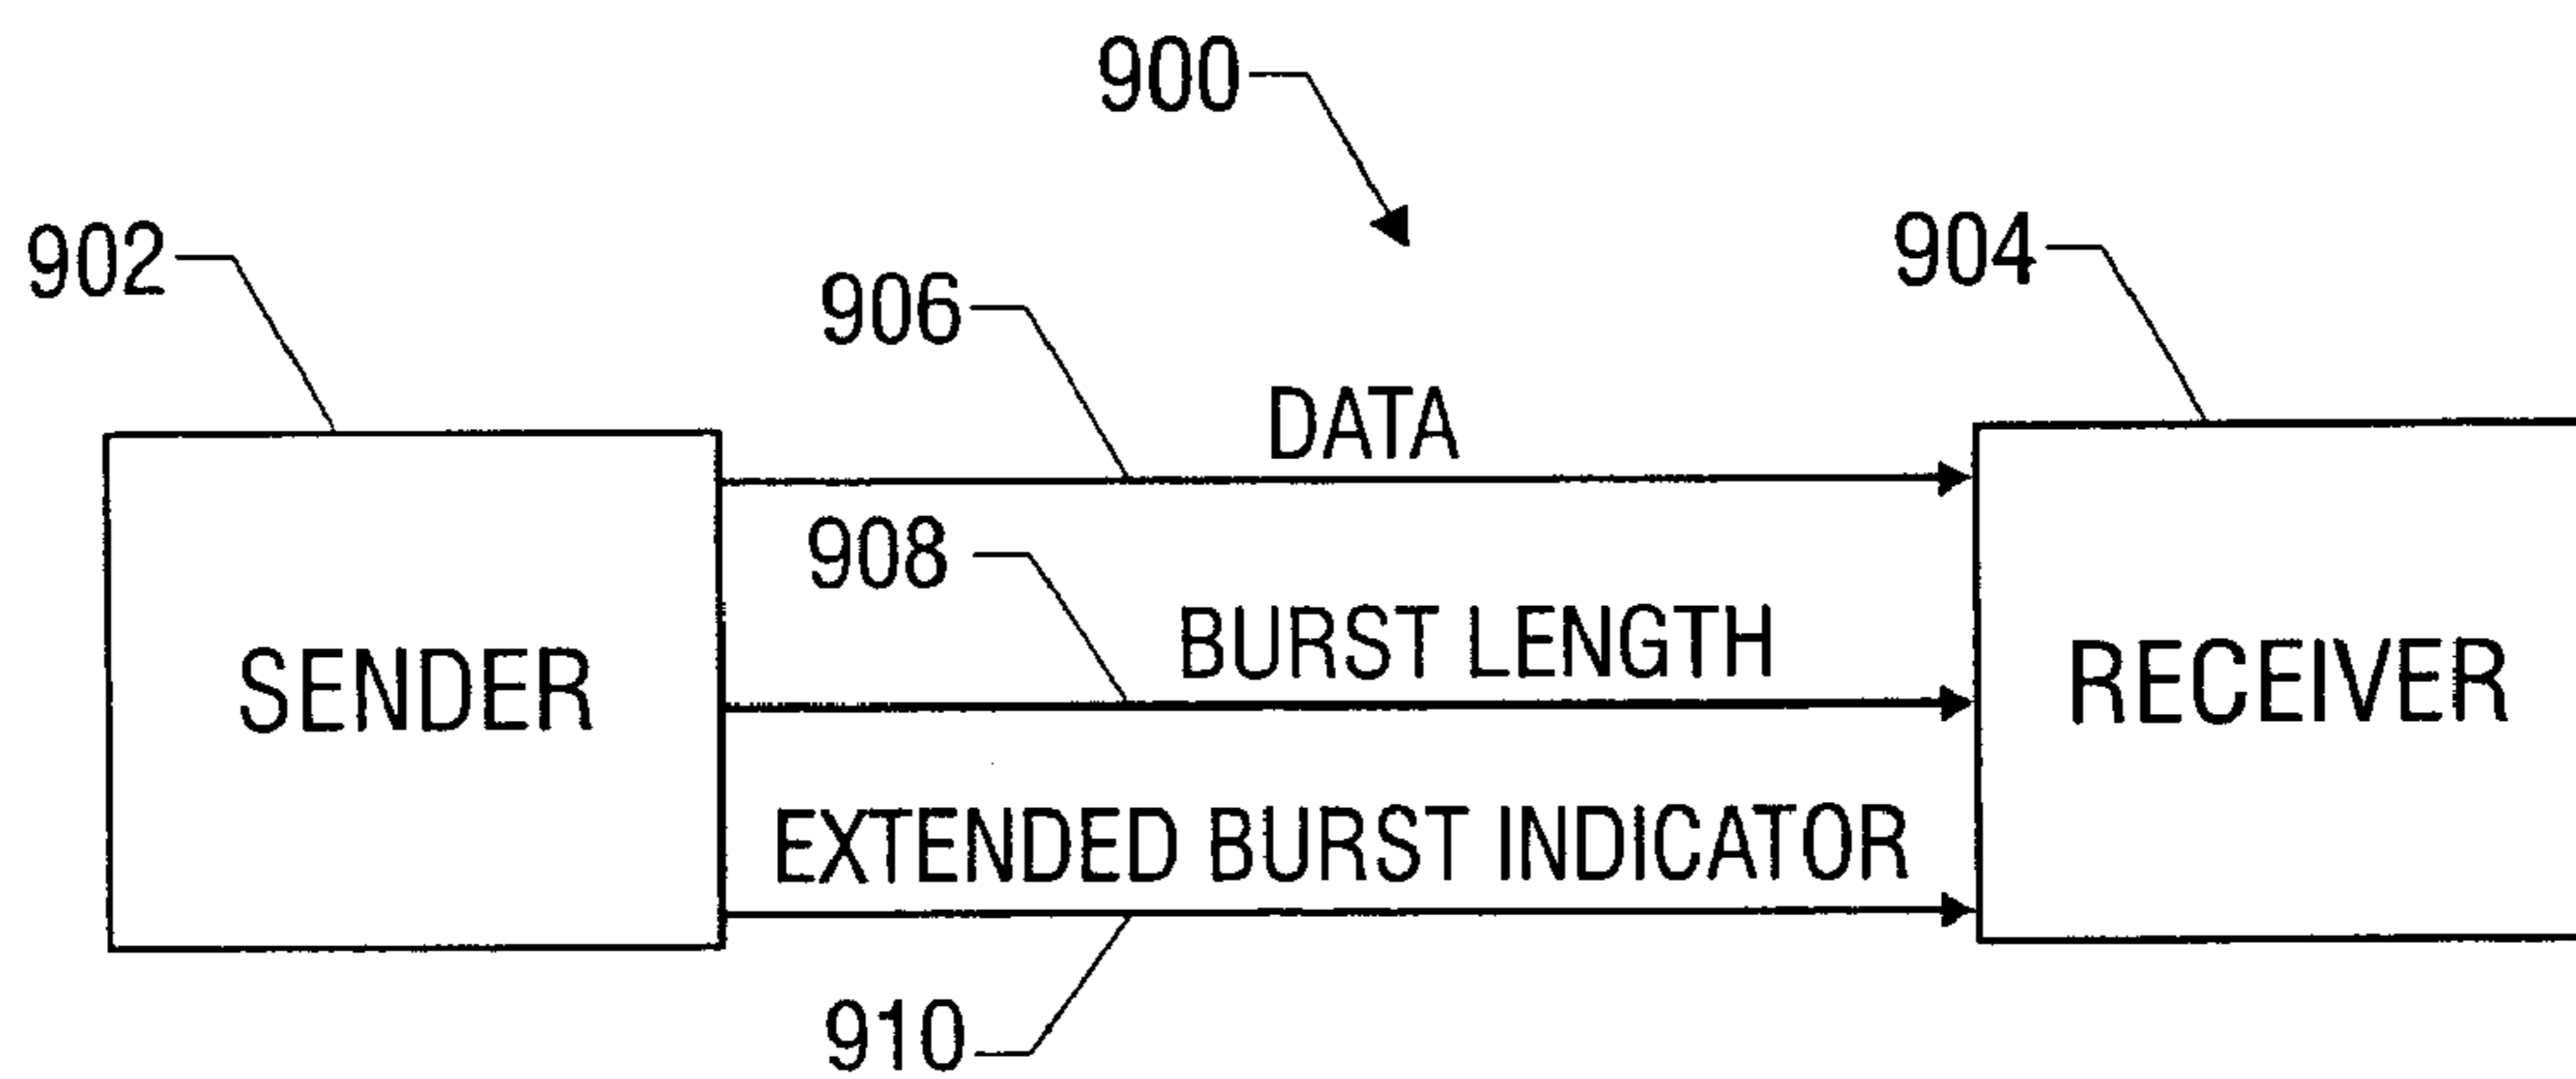 900
902
904
906
DATA
908
BURST LENGTH
SENDER
RECEIVER
EXTENDED BURST INDICATOR
910